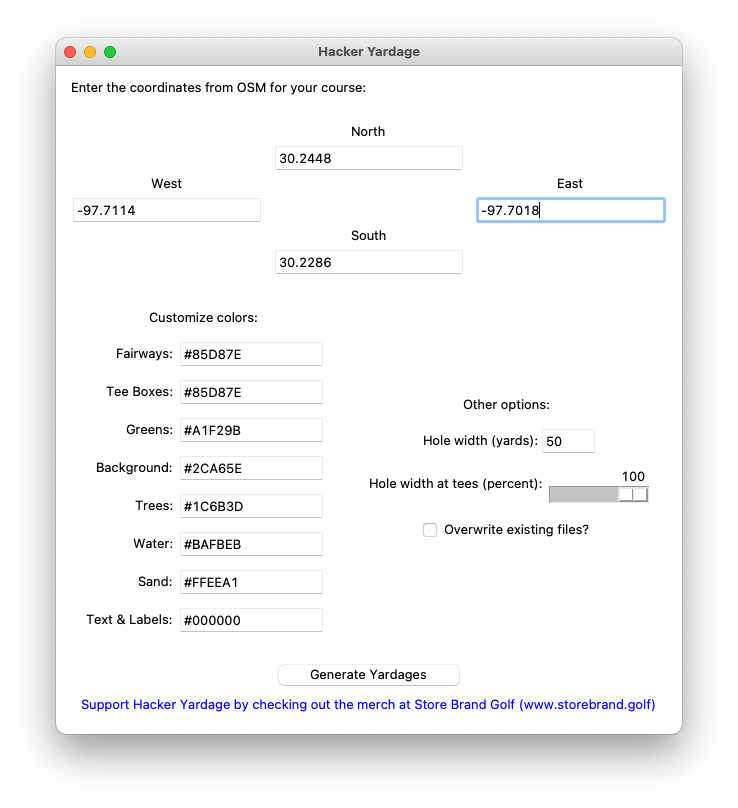 Hacker Yardage
Enter the coordinates from OSM for your course:
North
30.2448
West
East
-97.7114
-97.7018
South
30.2286
Customize colors:
Fairways: #85D87E
Tee Boxes: #85D87E
Other options:
Greens: #A1F29B
Hole width (yards): 50
Background: #2CA65E
100
Hole width at tees (percent):
Trees: #1C6B3D
Overwrite existing files?
Water: #BAFBEB
Sand: #FFEEA1
Text & Labels: #000000
Generate Yardages
Support Hacker Yardage by checking out the merch at Store Brand Golf (www.storebrand.golf)